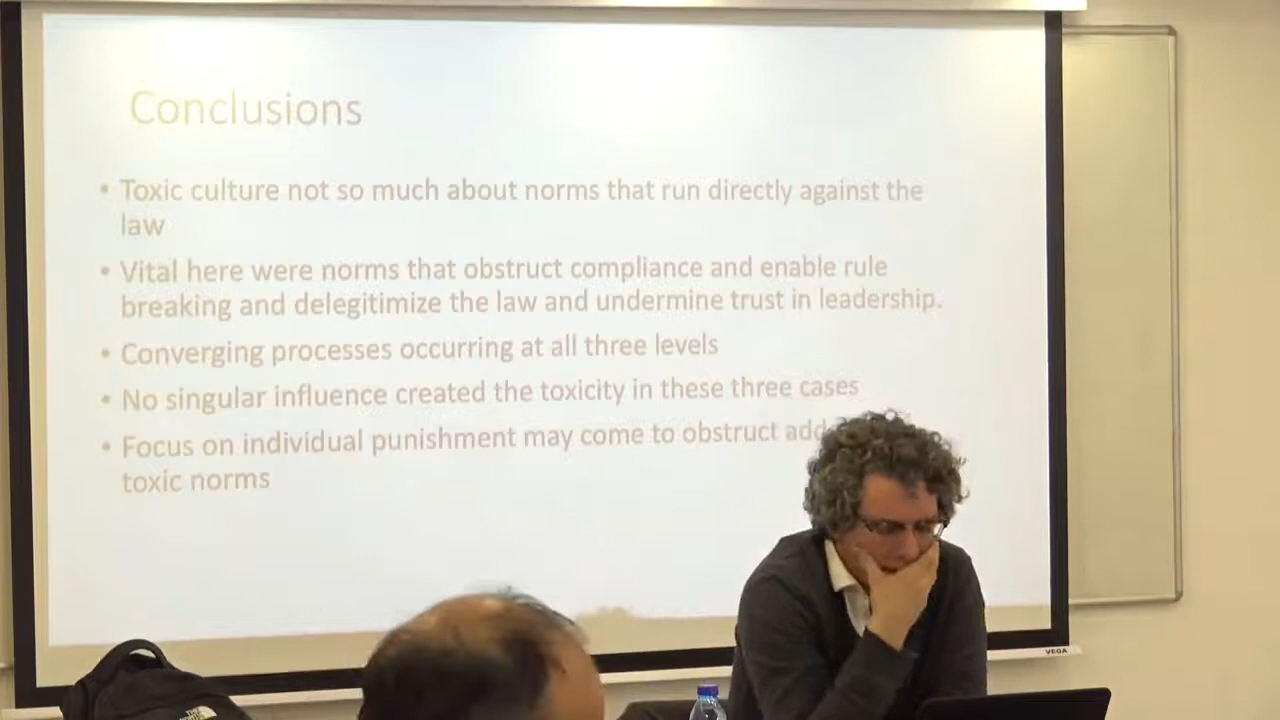 Conclusions
• Toxic culture not so much about norms that run directly against the
law
• Vital here were norms that obstruct compliance and enable rule
breaking and delegitimize the law and undermine trust in leadership.
• Converging processes occurring at all three levels
• No singular influence created the toxicity in these three cases
• Focus on individual punishment may come to obstruct
toxic norms
VEGA